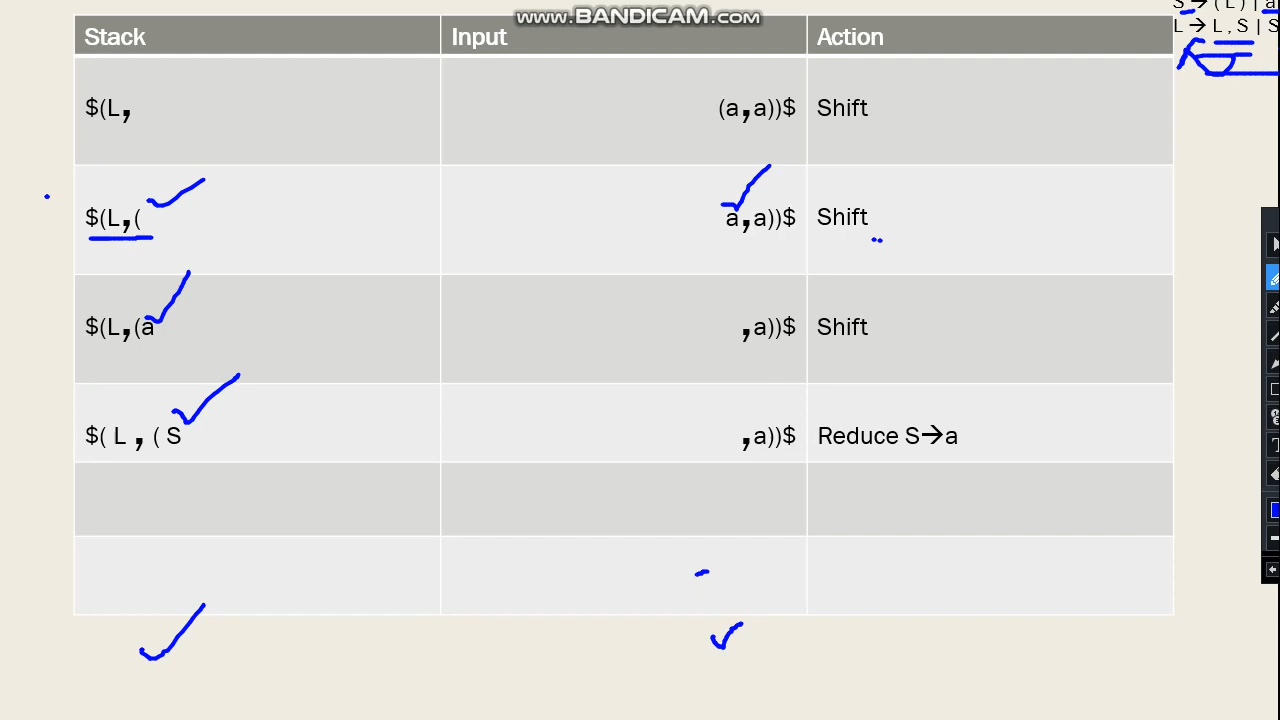 www.BANDICAM.com
S → ( L ) | a
L → L , S | S
Stack Input Action
$(L, (a,a))$ Shift
$(L,( a,a))$ Shift
$(L,(a ,a))$ Shift
$( L , ( S ,a))$ Reduce S→a